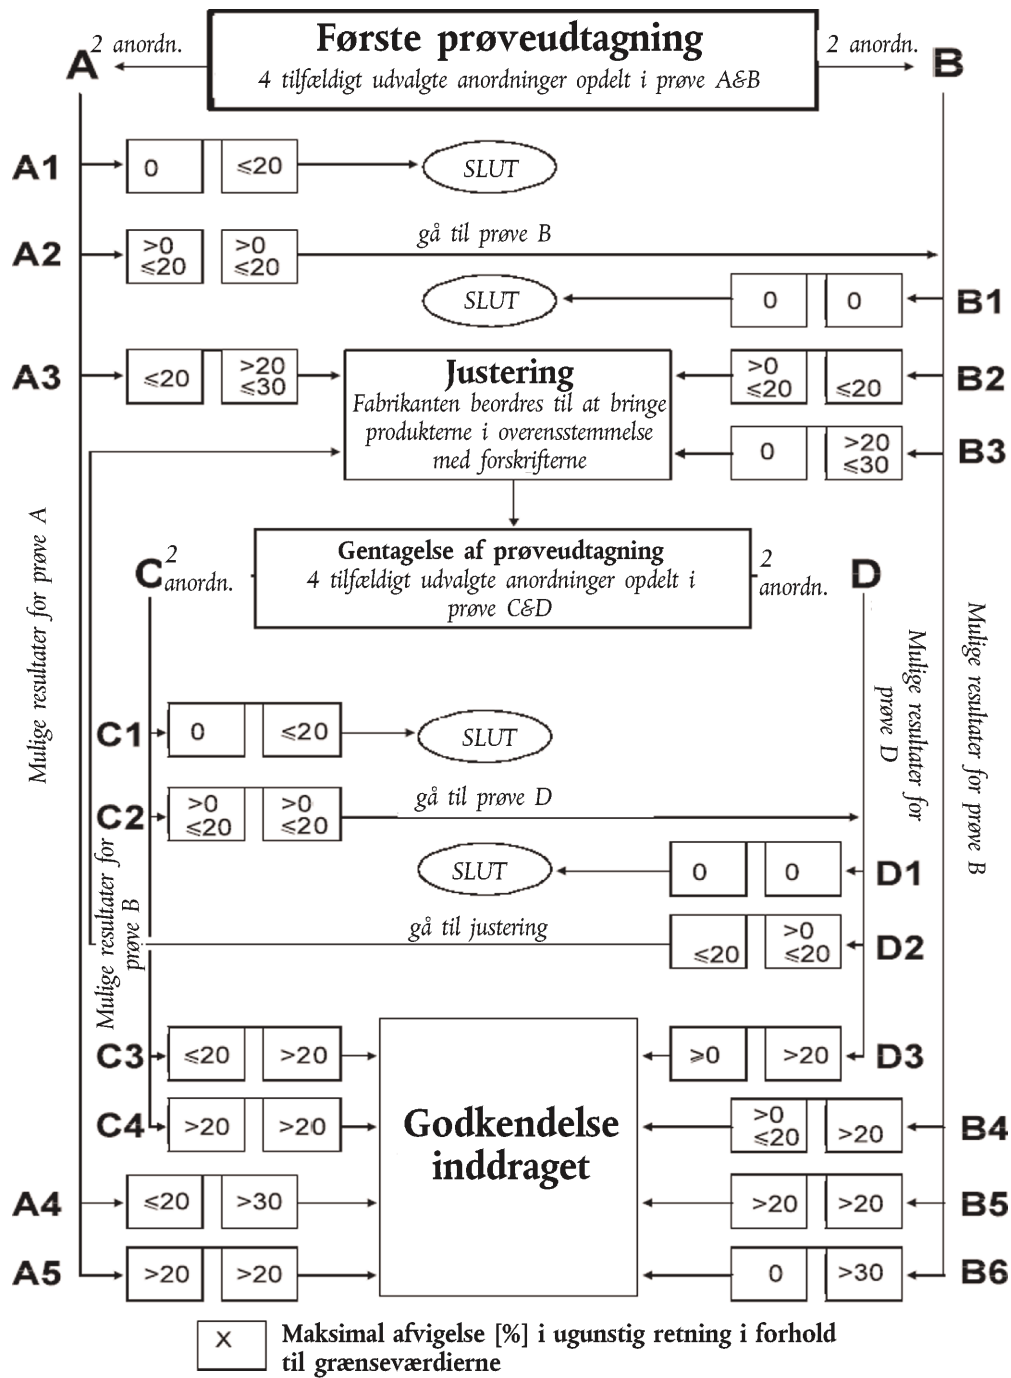 Første prøveudtagning
4 tilfældigt udvalgte anordninger opdelt i prøve A&B
A 2 anordn.
2 anordn. B
A1 0 ≤20 SLUT
A2 >0 ≤20 >0 ≤20 gå til prøve B
SLUT 0 0 B1
A3 ≤20 >20 ≤30
Justering
Fabrikanten beordres til at bringe
produkterne i overensstemmelse
med forskrifterne
>0 ≤20 ≤20 B2
0 >20 ≤30 B3
Mulige resultater for prøve A
Gentagelse af prøveudtagning
4 tilfældigt udvalgte anordninger opdelt i
prøve C&D
C 2
anordn.
2
anordn. D
Mulige resultater for
prøve D
Mulige resultater for prøve B
C1 0 ≤20 SLUT
C2 >0 ≤20 >0 ≤20 gå til prøve D
Mulige resultater for
prøve B
SLUT 0 0 D1
gå til justering ≤20 >0 ≤20 D2
C3 ≤20 >20
≥0 >20 D3
C4 >20 >20
Godkendelse
inddraget
>0 ≤20 >20 B4
A4 ≤20 >30
>20 >20 B5
A5 >20 >20
0 >30 B6
X Maksimal afvigelse [%] i ugunstig retning i forhold
til grænseværdierne